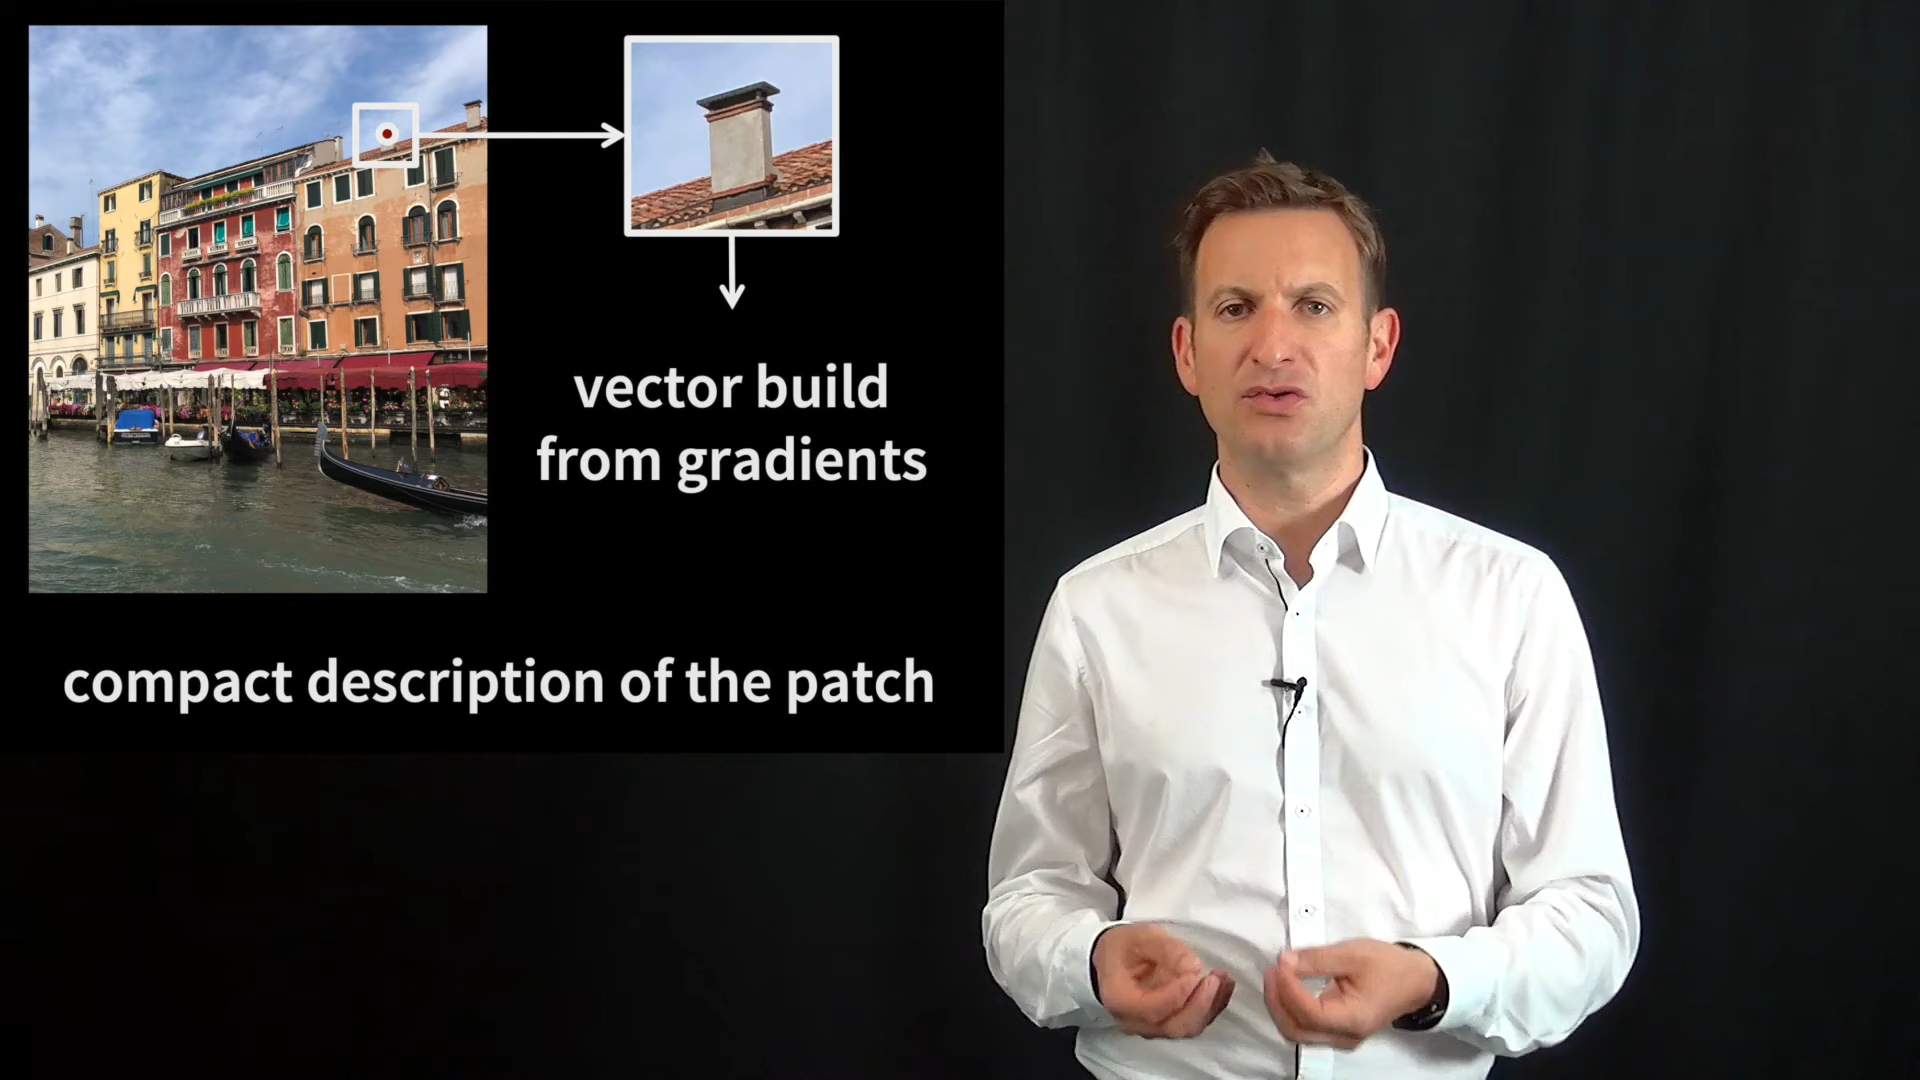 vector build
from gradients
compact description of the patch